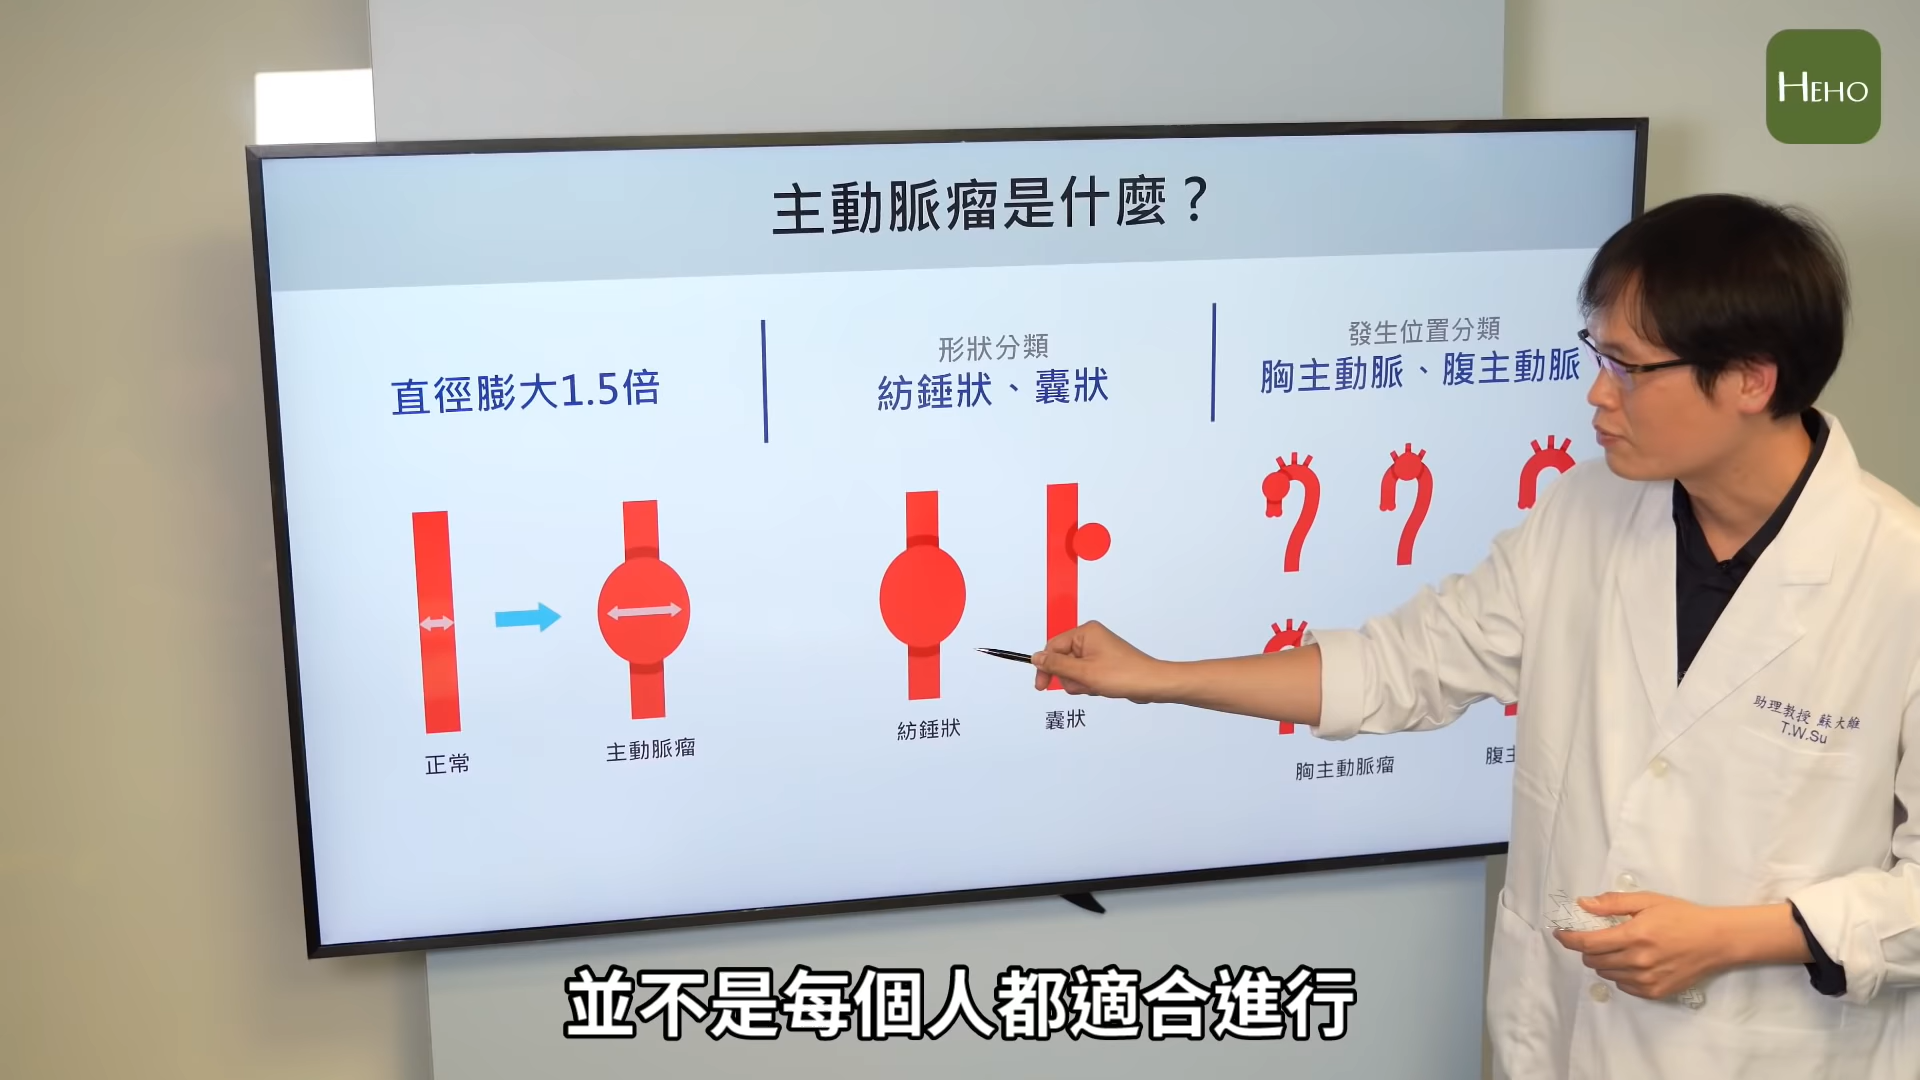 HEHO
主動脈瘤是什麼？
直徑膨大1.5倍
形狀分類
紡錘狀、囊狀
發生位置分類
胸主動脈、腹主動脈
正常
主動脈瘤
紡錘狀
囊狀
胸主動脈瘤
腹主
助理教授 蘇大維
T.W.Su
並不是每個人都適合進行